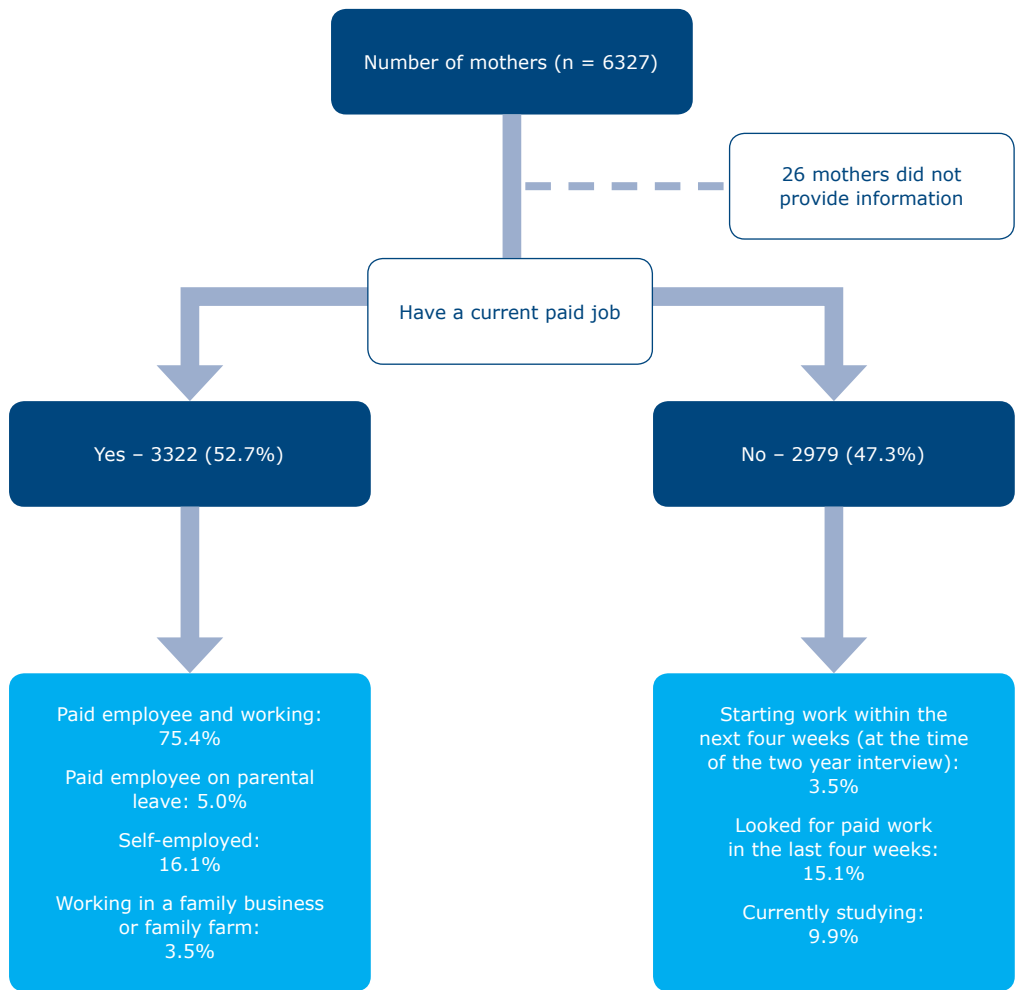 Number of mothers (n = 6327)
26 mothers did not
provide information
Have a current paid job
Yes – 3322 (52.7%)
No – 2979 (47.3%)
Paid employee and working:
75.4%
Paid employee on parental
leave: 5.0%
Self-employed:
16.1%
Working in a family business
or family farm:
3.5%
Starting work within the
next four weeks (at the time
of the two year interview):
3.5%
Looked for paid work
in the last four weeks:
15.1%
Currently studying:
9.9%